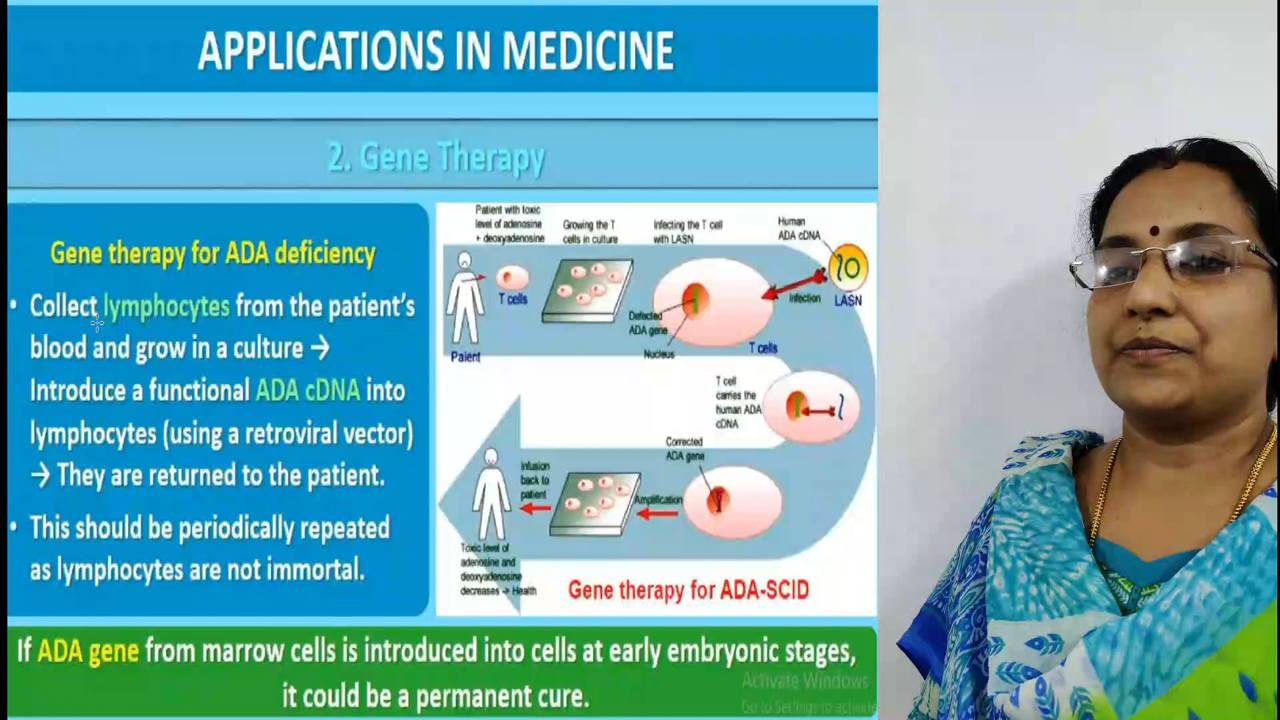 APPLICATIONS IN MEDICINE
2. Gene Therapy
Gene therapy for ADA deficiency
• Collect lymphocytes from the patient's
blood and grow in a culture →
Introduce a functional ADA cDNA into
lymphocytes (using a retroviral vector)
→ They are returned to the patient.
• This should be periodically repeated
as lymphocytes are not immortal.
Patient with toxic
level of adenosine
+ deoxyadenosine
Growing the T
cells in culture
Infecting the T cell
with LASN
Human
ADA cDNA
T cells
Infection
LASN
Defected
ADA gene
Nucleus
T cells
Paient
T cell
carries the
human ADA
cDNA
Corrected
ADA gene
Amplification
Infusion
back to
patient
Toxic level of
adenosine and
deoxyadenosine
decreases → Health
Gene therapy for ADA-SCID
If ADA gene from marrow cells is introduced into cells at early embryonic stages,
it could be a permanent cure.
Activate Windows
Go to Settings to activate